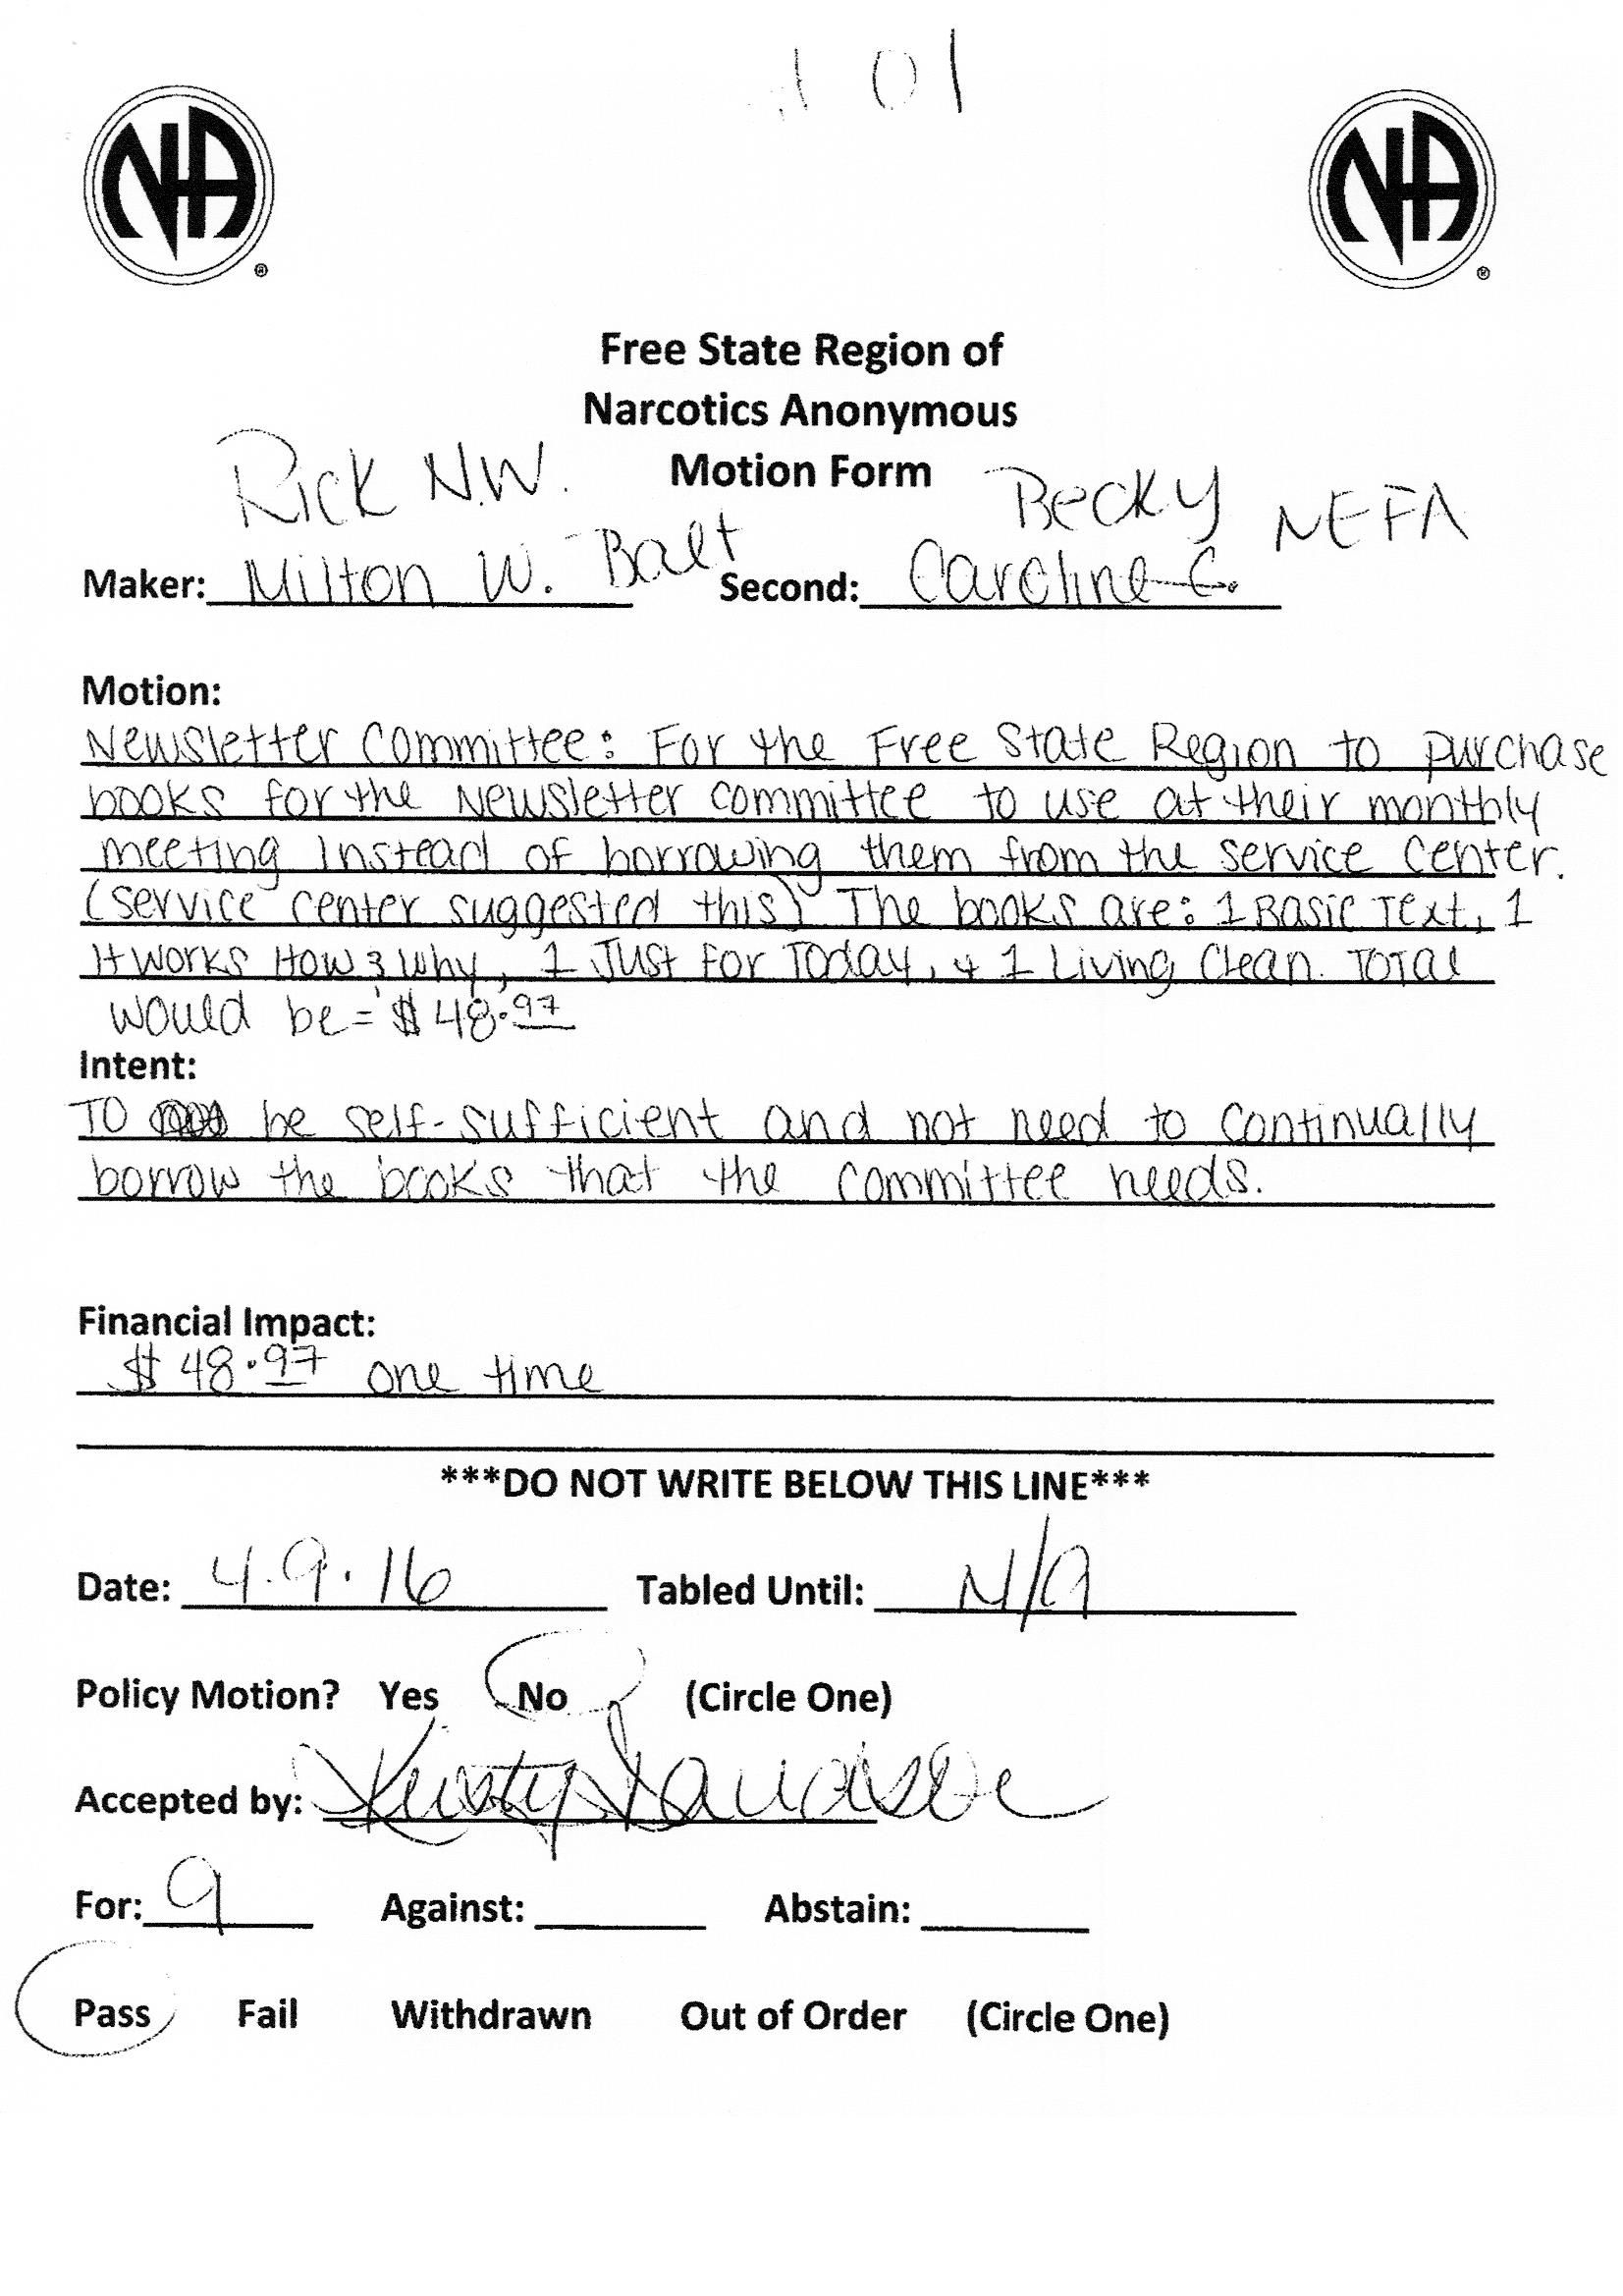 101
NA NA
® ®
Free State Region of
Narcotics Anonymous
Motion Form
Rick N.W. Balt Becky NEFA
Maker: Milton W. Second: Caroline C.
Motion:
Newsletter Committee: For the Free State Region to purchase
books for the Newsletter committee to use at their monthly
meeting instead of borrowing them from the service center.
(service center suggested this) The books are: 1 Basic Text, 1
It Works How & Why, 1 Just For Today, & 1 Living Clean. Total
would be = $48.97
Intent:
TO be self-sufficient and not need to continually
borrow the books that the committee needs.
Financial Impact:
$48.97 one time
***DO NOT WRITE BELOW THIS LINE***
Date: 4.9.16 Tabled Until: N/A
Policy Motion? Yes No (Circle One)
Accepted by: Kirsty
For: 9 Against: Abstain:
Pass Fail Withdrawn Out of Order (Circle One)